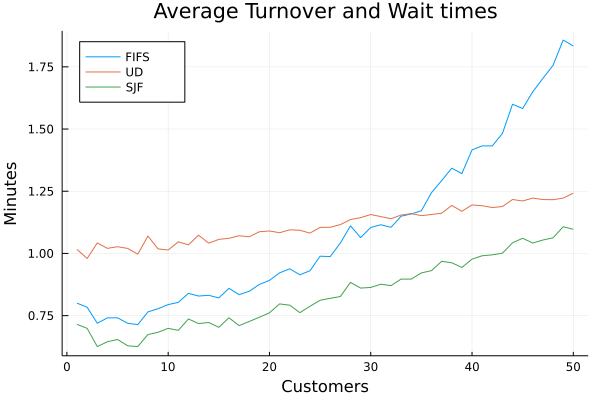 Average Turnover and Wait times
FIFS
UD
SJF
Minutes
1.75
1.50
1.25
1.00
0.75
0 10 20 30 40 50
Customers